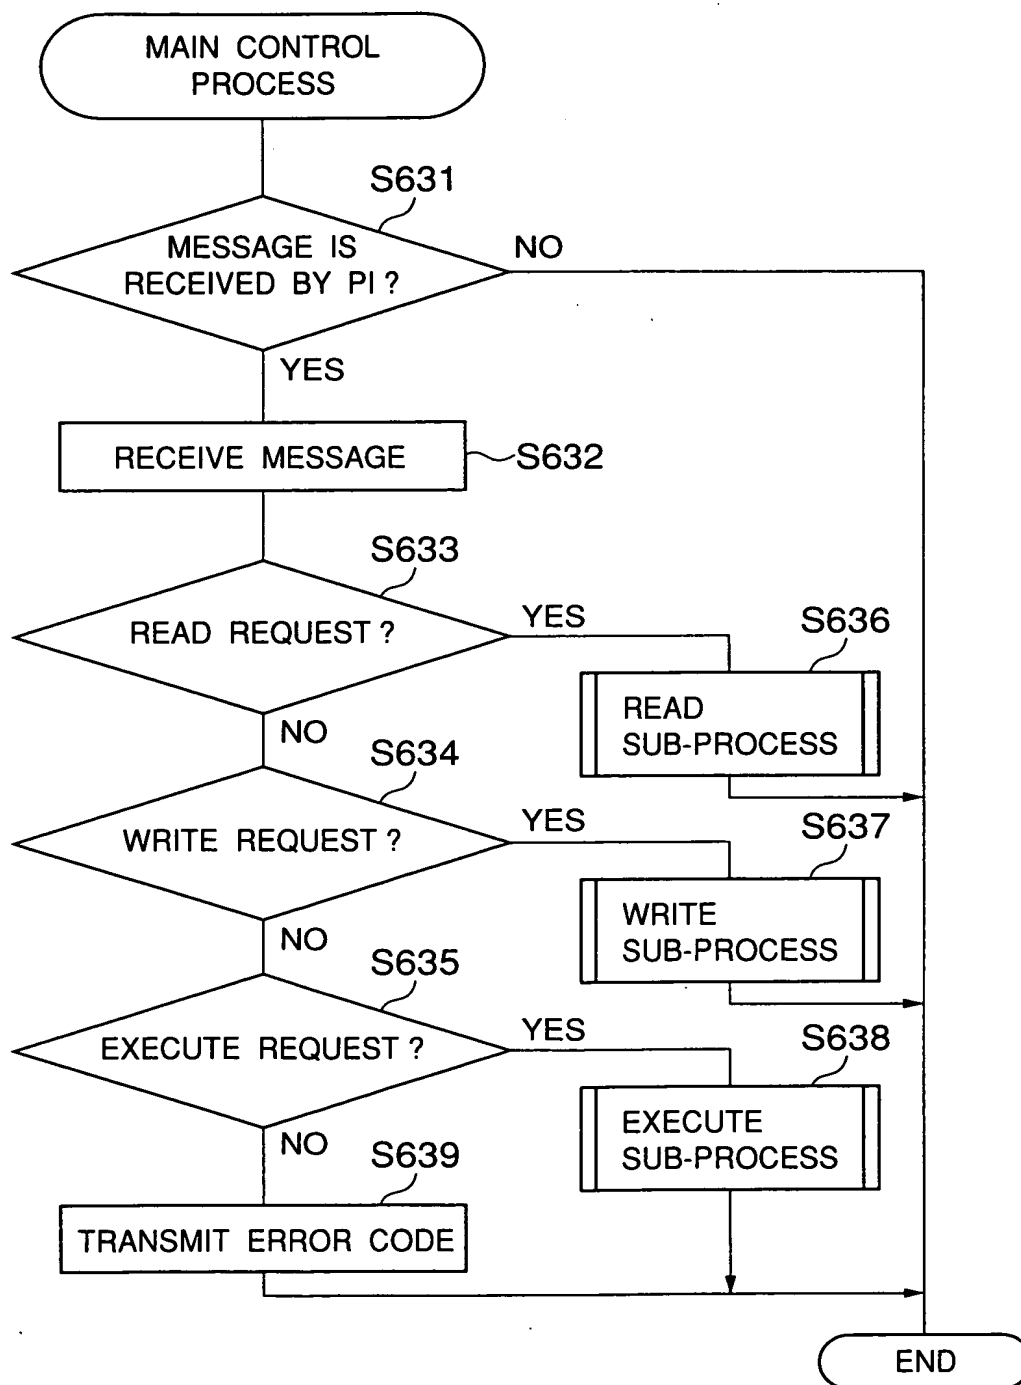 MAIN CONTROL
PROCESS
S631
MESSAGE IS
RECEIVED BY PI ?
NO
YES
RECEIVE MESSAGE
S632
S633
READ REQUEST ?
YES
S636
READ
SUB-PROCESS
NO
S634
WRITE REQUEST ?
YES
S637
WRITE
SUB-PROCESS
NO
S635
EXECUTE REQUEST ?
YES
S638
EXECUTE
SUB-PROCESS
NO
S639
TRANSMIT ERROR CODE
END